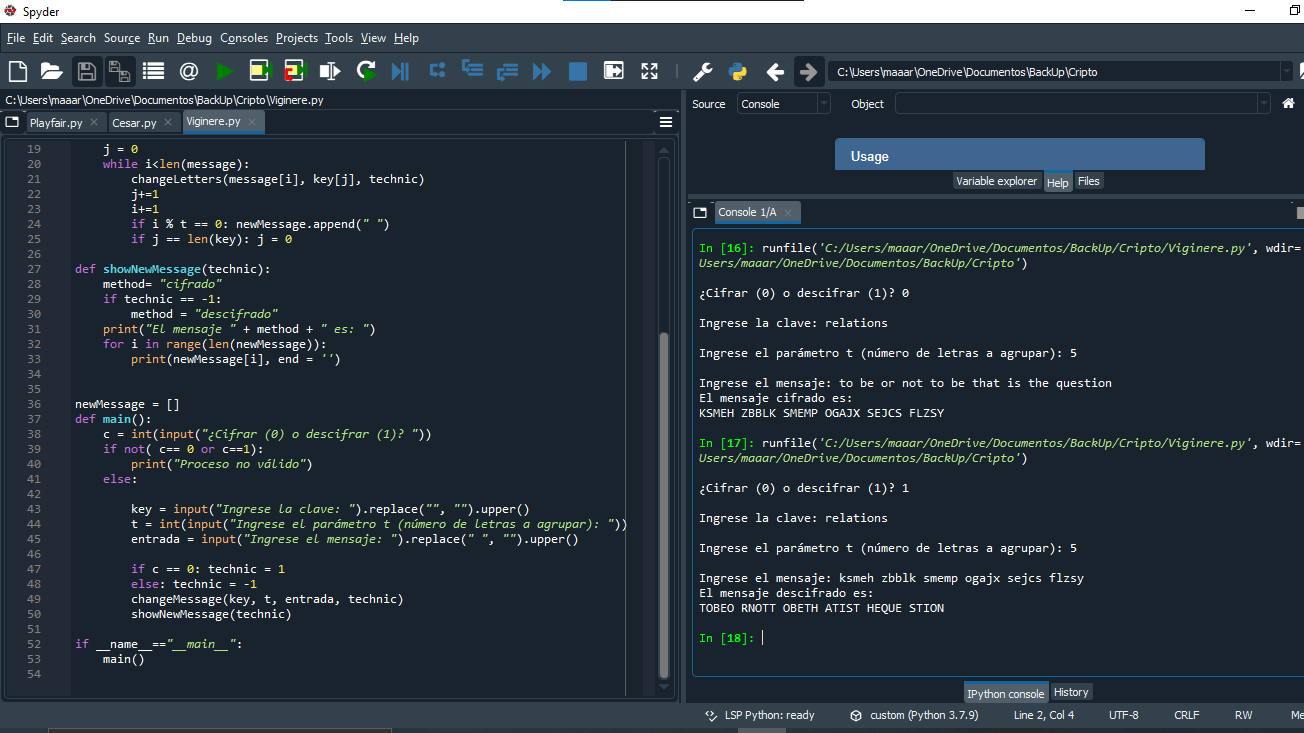 Spyder
File Edit Search Source Run Debug Consoles Projects Tools View Help
C:\Users\maaar\OneDrive\Documentos\BackUp\Cripto
C:\Users\maaar\OneDrive\Documentos\BackUp\Cripto\Viginere.py
Playfair.py Cesar.py Viginere.py
19 j = 0
20 while i<len(message):
21 changeLetters(message[i], key[j], technic)
22 j+=1
23 i+=1
24 if i % t == 0: newMessage.append(" ")
25 if j == len(key): j = 0
26
27 def showNewMessage(technic):
28 method= "cifrado"
29 if technic == -1:
30 method = "descifrado"
31 print("El mensaje " + method + " es: ")
32 for i in range(len(newMessage)):
33 print(newMessage[i], end = '')
34
35
36 newMessage = []
37 def main():
38 c = int(input("¿Cifrar (0) o descifrar (1)? "))
39 if not( c== 0 or c==1):
40 print("Proceso no válido")
41 else:
42
43 key = input("Ingrese la clave: ").replace("", "").upper()
44 t = int(input("Ingrese el parámetro t (número de letras a agrupar): "))
45 entrada = input("Ingrese el mensaje: ").replace(" ", "").upper()
46
47 if c == 0: technic = 1
48 else: technic = -1
49 changeMessage(key, t, entrada, technic)
50 showNewMessage(technic)
51
52 if __name__=="__main__":
53 main()
54
Source Console Object
Usage
Variable explorer Help Files
Console 1/A
In [16]: runfile('C:/Users/maaar/OneDrive/Documentos/BackUp/Cripto/Viginere.py', wdir=
Users/maaar/OneDrive/Documentos/BackUp/Cripto')
¿Cifrar (0) o descifrar (1)? 0
Ingrese la clave: relations
Ingrese el parámetro t (número de letras a agrupar): 5
Ingrese el mensaje: to be or not to be that is the question
El mensaje cifrado es:
KSMEH ZBBLK SMEMP OGAJX SEJCS FLZSY
In [17]: runfile('C:/Users/maaar/OneDrive/Documentos/BackUp/Cripto/Viginere.py', wdir=
Users/maaar/OneDrive/Documentos/BackUp/Cripto')
¿Cifrar (0) o descifrar (1)? 1
Ingrese la clave: relations
Ingrese el parámetro t (número de letras a agrupar): 5
Ingrese el mensaje: ksmeh zbblk smemp ogajx sejcs flzsy
El mensaje descifrado es:
TOBEO RNOTT OBETH ATIST HEQUE STION
In [18]:
IPython console History
LSP Python: ready custom (Python 3.7.9) Line 2, Col 4 UTF-8 CRLF RW Me